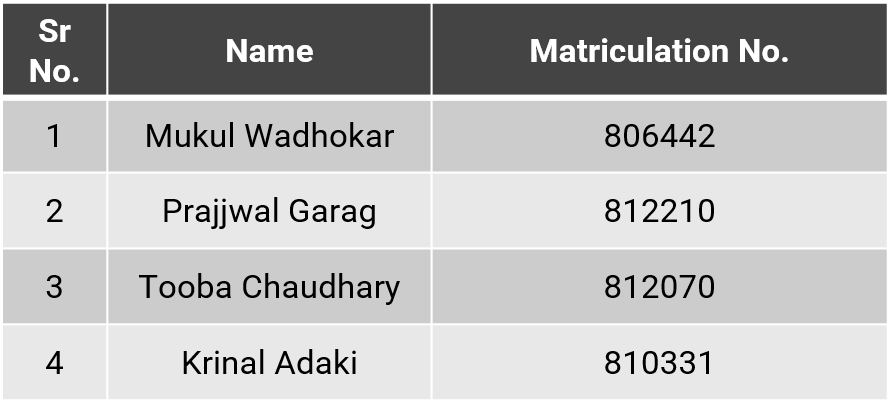 Sr No. Name Matriculation No.
1 Mukul Wadhokar 806442
2 Prajjwal Garag 812210
3 Tooba Chaudhary 812070
4 Krinal Adaki 810331